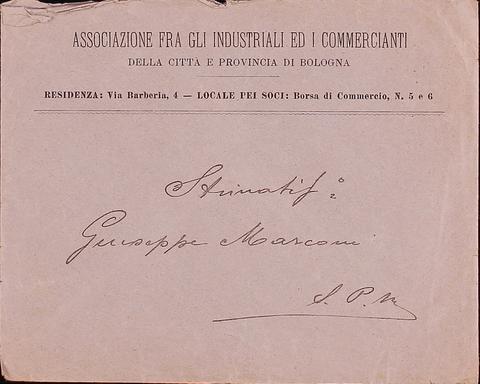 ASSOCIAZIONE FRA GLI INDUSTRIALI ED I COMMERCIANTI
DELLA CITTÀ E PROVINCIA DI BOLOGNA
RESIDENZA: Via Barberia, 4 — LOCALE PEI SOCI: Borsa di Commercio, N. 5 e 6
Stimatiss.º
Giuseppe Marconi
S. P. M